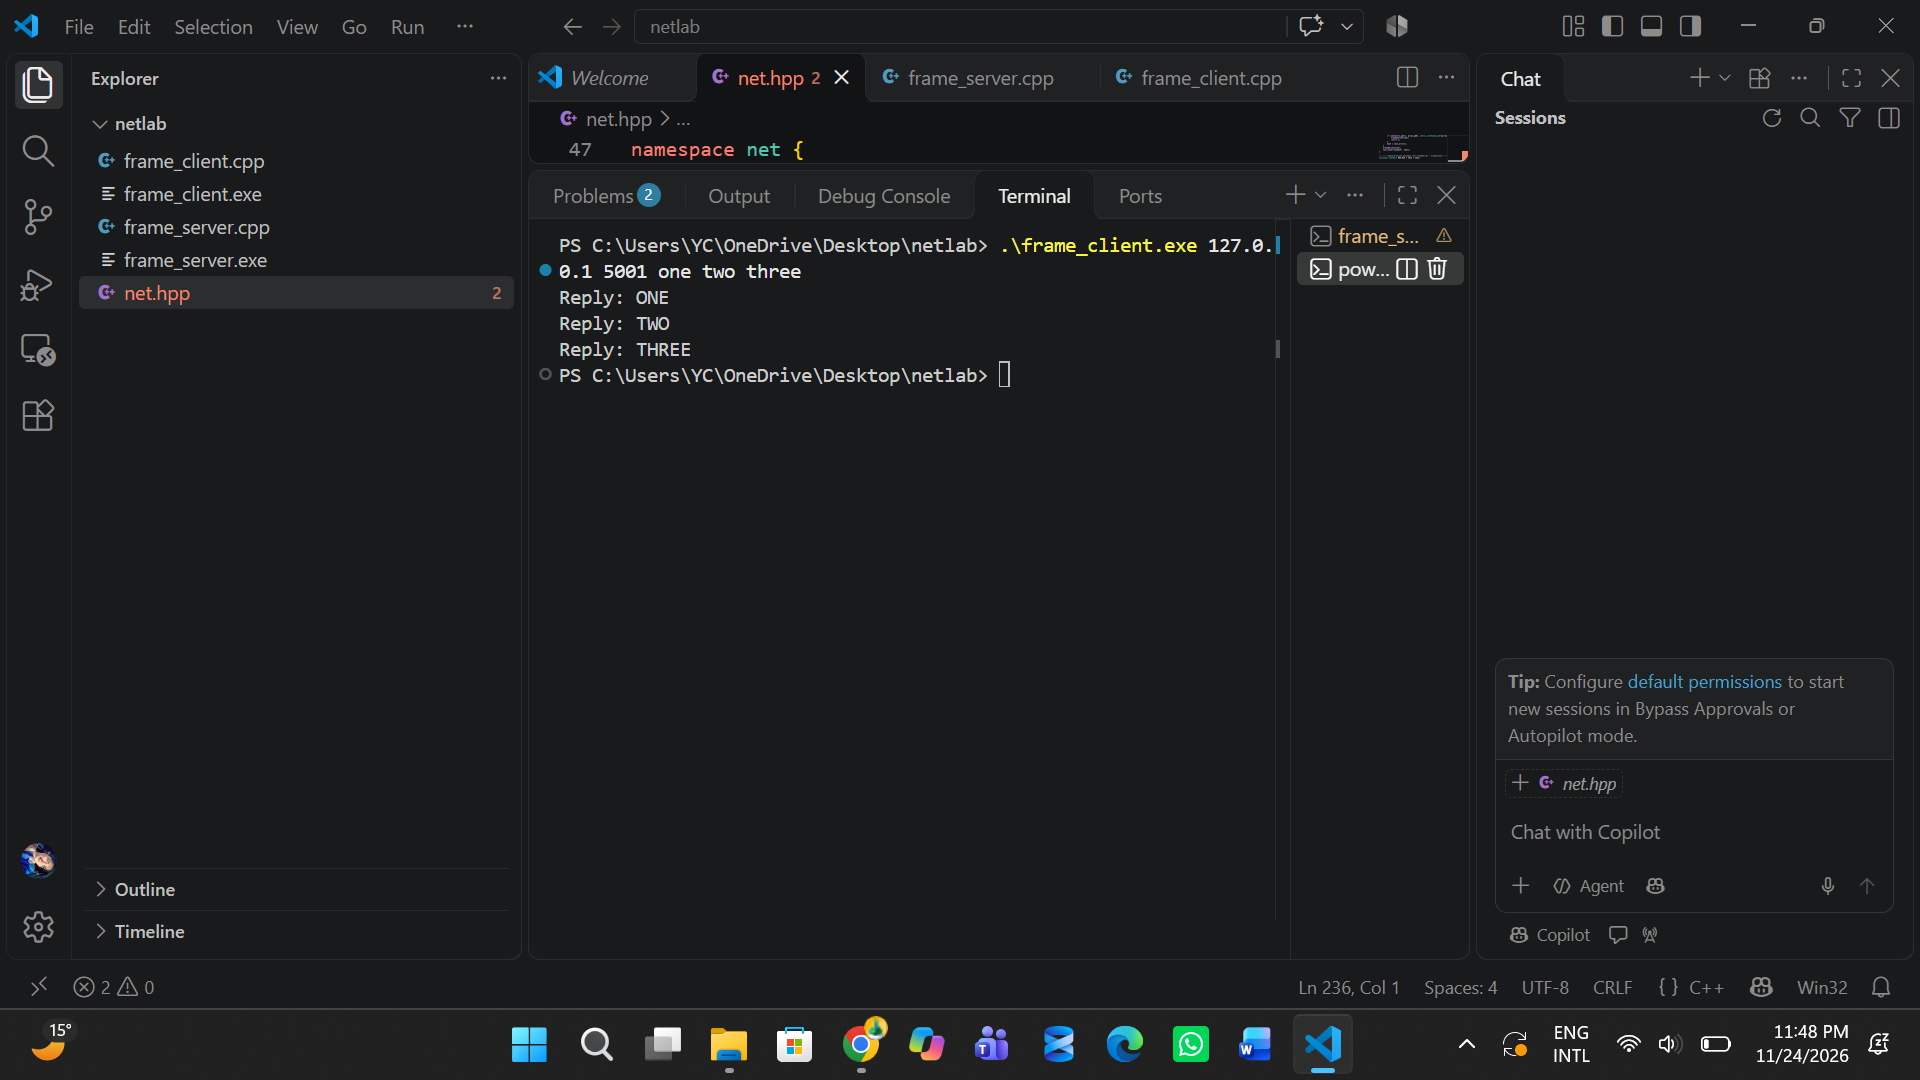 File Edit Selection View Go Run ··· netlab
Explorer ···
netlab
frame_client.cpp
frame_client.exe
frame_server.cpp
frame_server.exe
net.hpp 2
Outline
Timeline
Welcome net.hpp 2 frame_server.cpp frame_client.cpp ···
net.hpp > ...
47 namespace net {
Problems 2 Output Debug Console Terminal Ports
PS C:\Users\YC\OneDrive\Desktop\netlab> .\frame_client.exe 127.0.
0.1 5001 one two three
Reply: ONE
Reply: TWO
Reply: THREE
PS C:\Users\YC\OneDrive\Desktop\netlab>
frame_s...
pow...
Chat
Sessions
Tip: Configure default permissions to start
new sessions in Bypass Approvals or
Autopilot mode.
net.hpp
Chat with Copilot
Agent
Copilot
2 0 Ln 236, Col 1 Spaces: 4 UTF-8 CRLF { } C++ Win32
15°
ENG
INTL
11:48 PM
11/24/2026